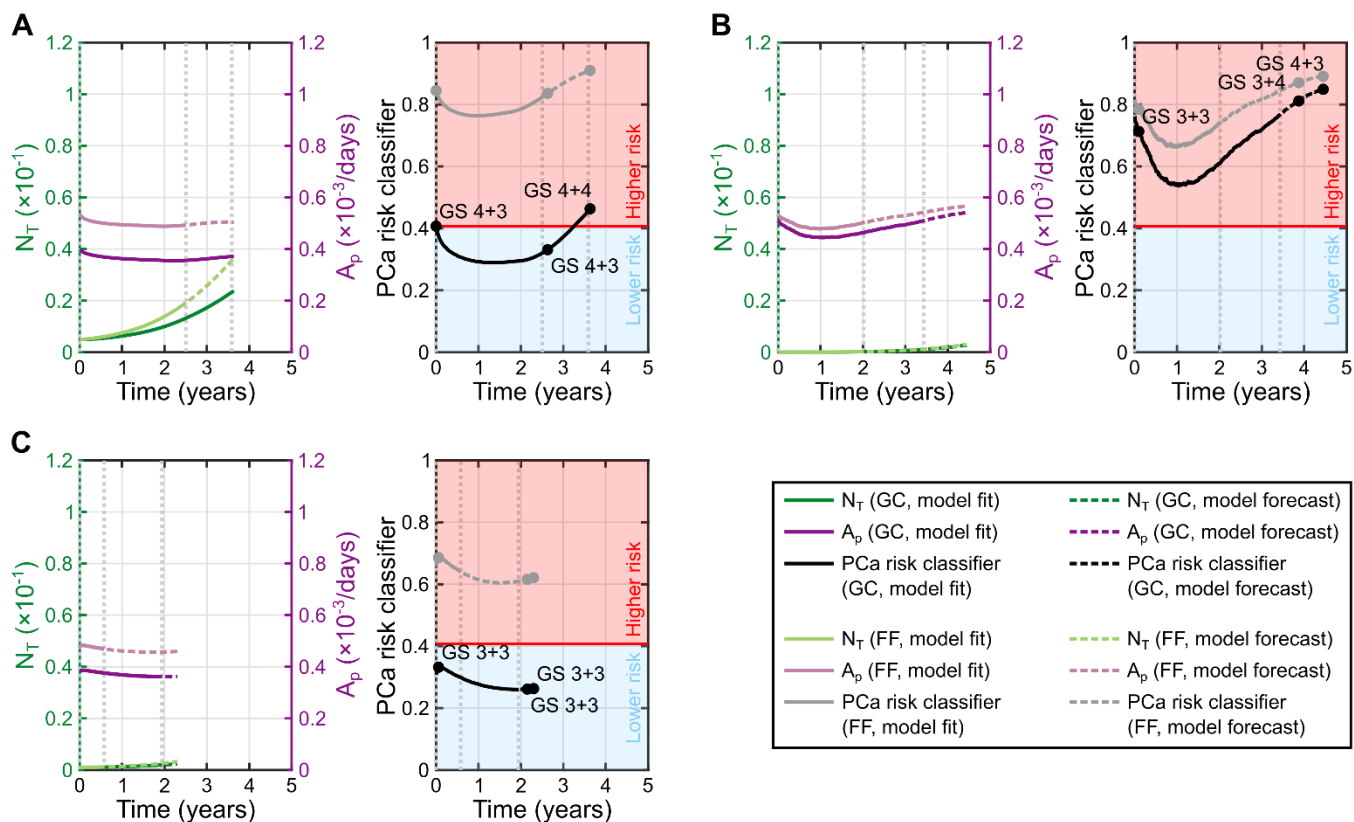 A
N_T (×10⁻¹)
1.2
1
0.8
0.6
0.4
0.2
0
1.2
1
0.8
0.6
0.4
0.2
0
A_p (×10⁻³/days)
0 1 2 3 4 5
Time (years)
PCa risk classifier
1
0.8
0.6
0.4
0.2
0
GS 4+3
GS 4+4
GS 4+3
Higher risk
Lower risk
0 1 2 3 4 5
Time (years)
B
N_T (×10⁻¹)
1.2
1
0.8
0.6
0.4
0.2
0
1.2
1
0.8
0.6
0.4
0.2
0
A_p (×10⁻³/days)
0 1 2 3 4 5
Time (years)
PCa risk classifier
1
0.8
0.6
0.4
0.2
0
GS 4+3
GS 3+4
GS 3+3
Higher risk
Lower risk
0 1 2 3 4 5
Time (years)
C
N_T (×10⁻¹)
1.2
1
0.8
0.6
0.4
0.2
0
1.2
1
0.8
0.6
0.4
0.2
0
A_p (×10⁻³/days)
0 1 2 3 4 5
Time (years)
PCa risk classifier
1
0.8
0.6
0.4
0.2
0
GS 3+3
GS 3+3
GS 3+3
Higher risk
Lower risk
0 1 2 3 4 5
Time (years)
N_T (GC, model fit)
A_p (GC, model fit)
PCa risk classifier
(GC, model fit)
N_T (FF, model fit)
A_p (FF, model fit)
PCa risk classifier
(FF, model fit)
N_T (GC, model forecast)
A_p (GC, model forecast)
PCa risk classifier
(GC, model forecast)
N_T (FF, model forecast)
A_p (FF, model forecast)
PCa risk classifier
(FF, model forecast)